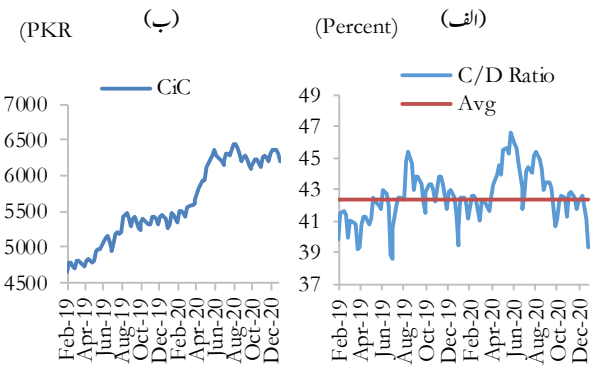 (الف)
(Percent)
C/D Ratio
Avg
49
47
45
43
41
39
37
Feb-19
Apr-19
Jun-19
Aug-19
Oct-19
Dec-19
Feb-20
Apr-20
Jun-20
Aug-20
Oct-20
Dec-20
(ب)
(PKR
CiC
7000
6500
6000
5500
5000
4500
Feb-19
Apr-19
Jun-19
Aug-19
Oct-19
Dec-19
Feb-20
Apr-20
Jun-20
Aug-20
Oct-20
Dec-20